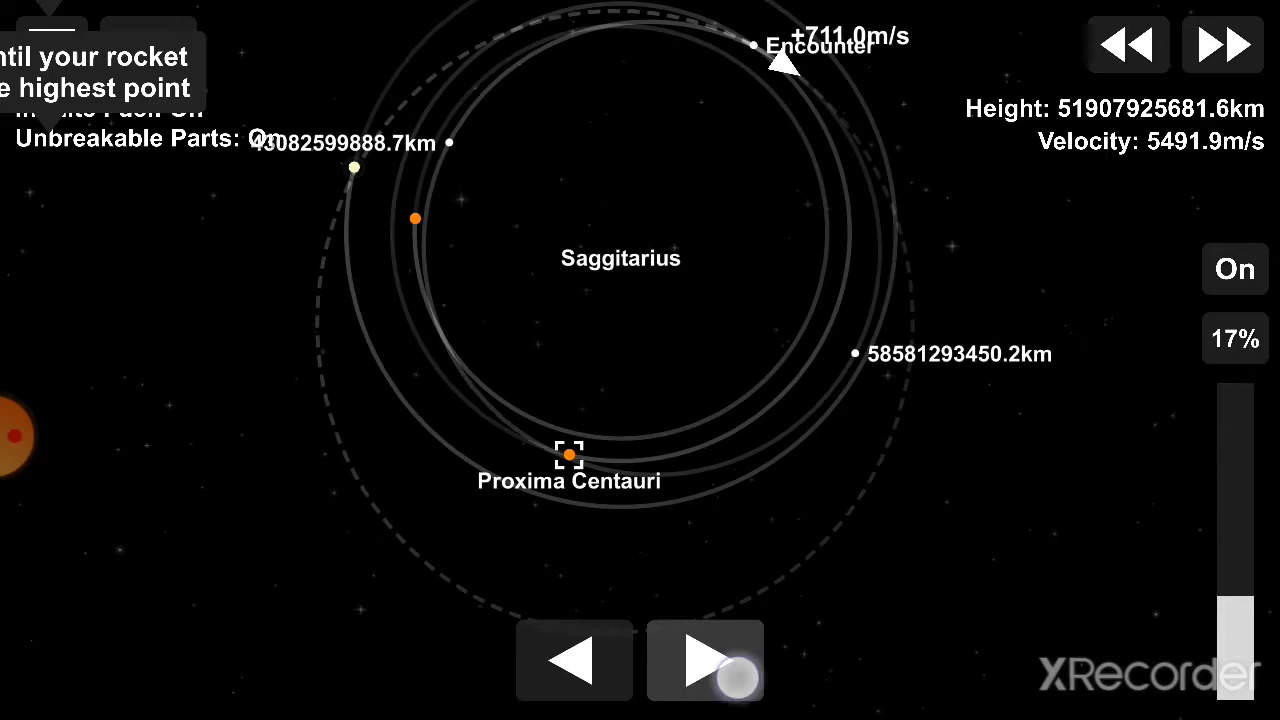 ntil your rocket
e highest point
Unbreakable Parts: On
+711.0m/s
Encounter
Height: 51907925681.6km
Velocity: 5491.9m/s
43082599888.7km
Saggitarius
On
17%
58581293450.2km
Proxima Centauri
XRecorder